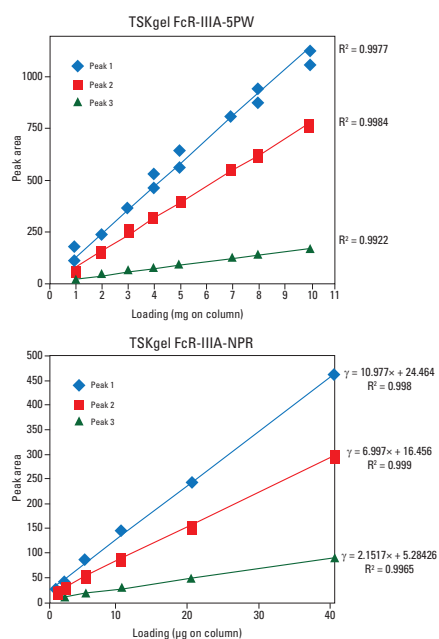 TSKgel FcR-IIIA-5PW
Peak area
1000
750
500
250
0
Peak 1
Peak 2
Peak 3
R² = 0.9977
R² = 0.9984
R² = 0.9922
0 1 2 3 4 5 6 7 8 9 10 11
Loading (mg on column)
TSKgel FcR-IIIA-NPR
Peak area
500
450
400
350
300
250
200
150
100
50
0
Peak 1
Peak 2
Peak 3
γ = 10.977× + 24.464
R² = 0.998
γ = 6.997× + 16.456
R² = 0.999
γ = 2.1517× + 5.28426
R² = 0.9965
0 10 20 30 40
Loading (μg on column)